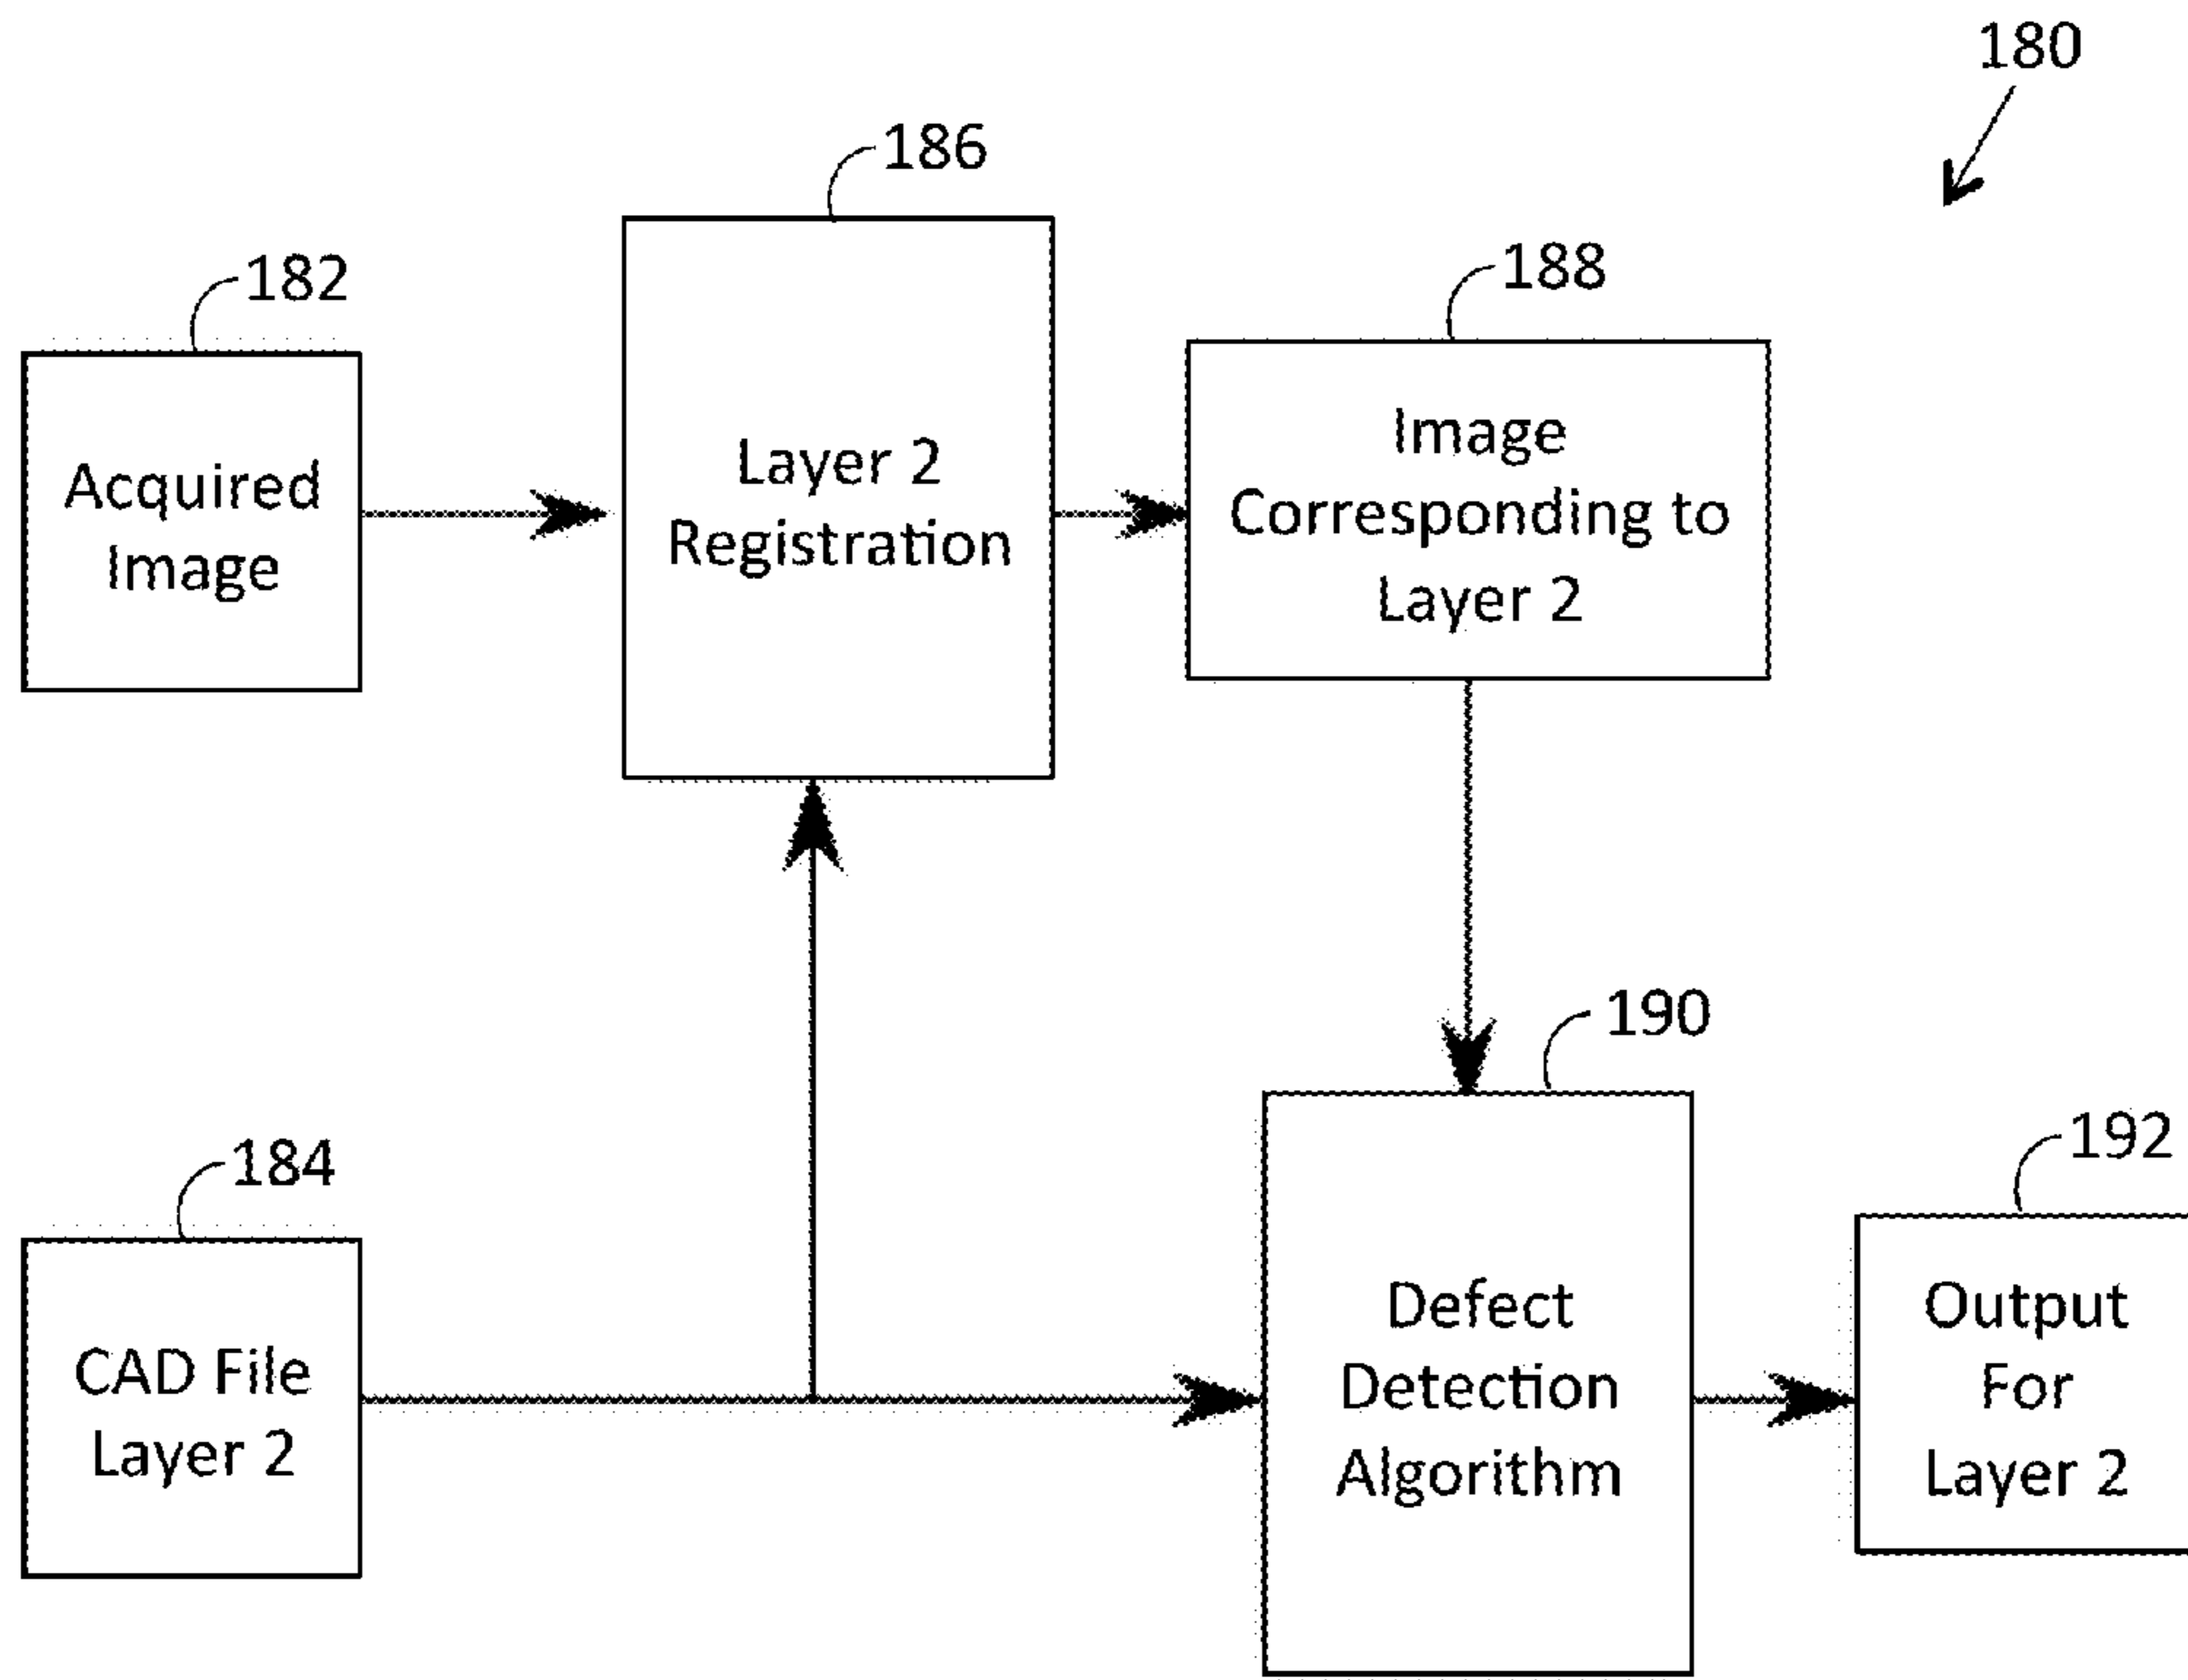 180
186
182
188
Acquired
Image
Layer 2
Registration
Image
Corresponding to
Layer 2
190
184
192
CAD File
Layer 2
Defect
Detection
Algorithm
Output
For
Layer 2